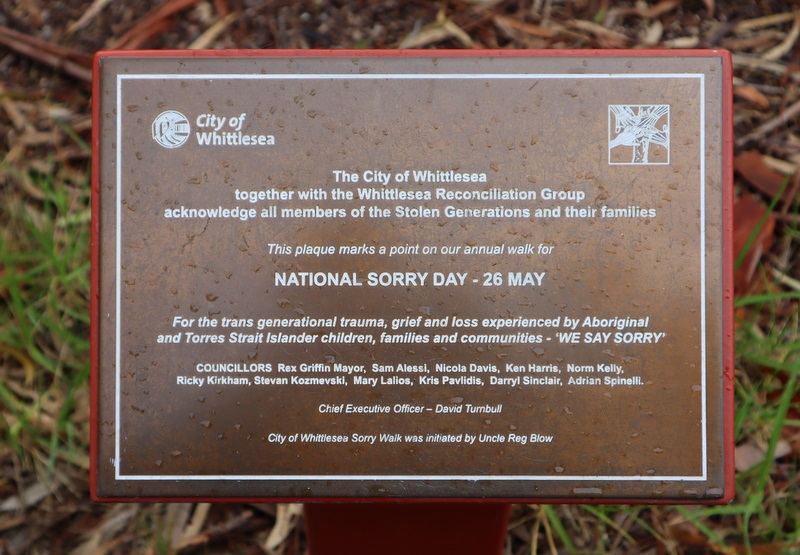 City of
Whittlesea
The City of Whittlesea
together with the Whittlesea Reconciliation Group
acknowledge all members of the Stolen Generations and their families
This plaque marks a point on our annual walk for
NATIONAL SORRY DAY - 26 MAY
For the trans generational trauma, grief and loss experienced by Aboriginal
and Torres Strait Islander children, families and communities - ‘WE SAY SORRY’
COUNCILLORS Rex Griffin Mayor, Sam Alessi, Nicola Davis, Ken Harris, Norm Kelly,
Ricky Kirkham, Stevan Kozmevski, Mary Lalios, Kris Pavlidis, Darryl Sinclair, Adrian Spinelli.
Chief Executive Officer – David Turnbull
City of Whittlesea Sorry Walk was initiated by Uncle Reg Blow